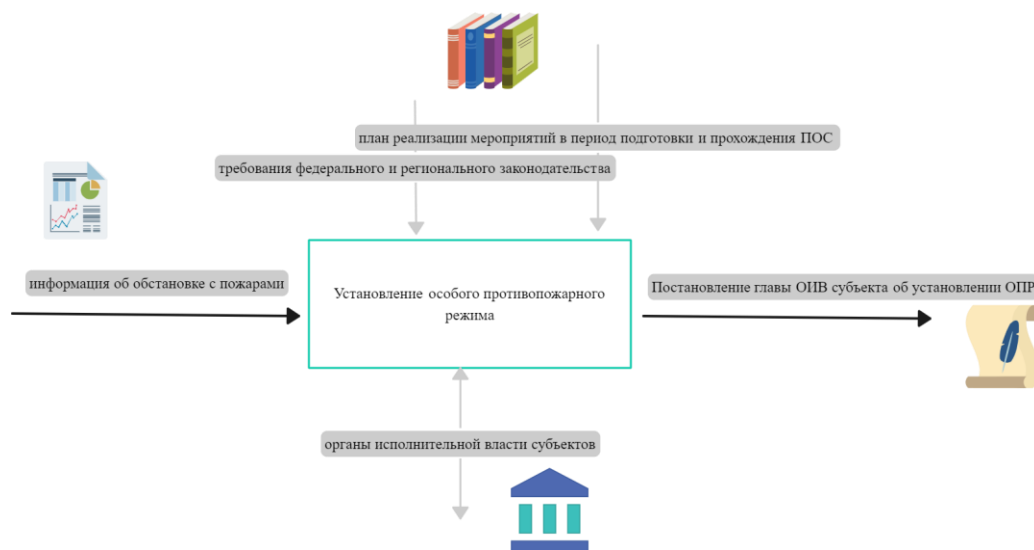 план реализации мероприятий в период подготовки и прохождения ПОС
требования федерального и регионального законодательства
информация об обстановке с пожарами
Установление особого противопожарного
режима
Постановление главы ОИВ субъекта об установлении ОПР
органы исполнительной власти субъектов